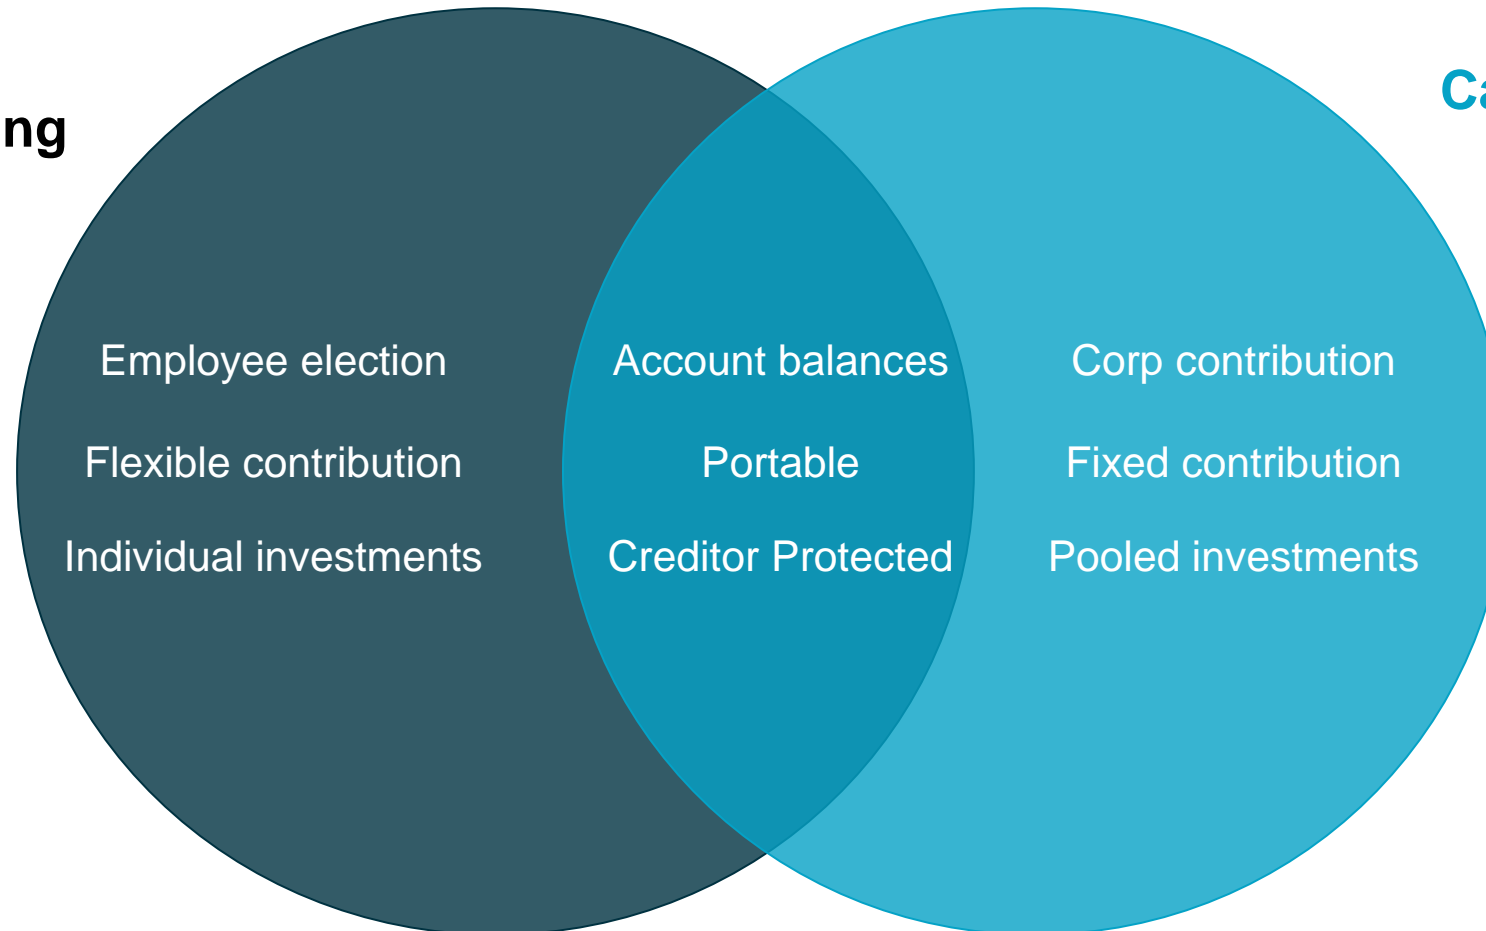 ng
Ca
Employee election
Account balances
Corp contribution
Flexible contribution
Portable
Fixed contribution
Individual investments
Creditor Protected
Pooled investments